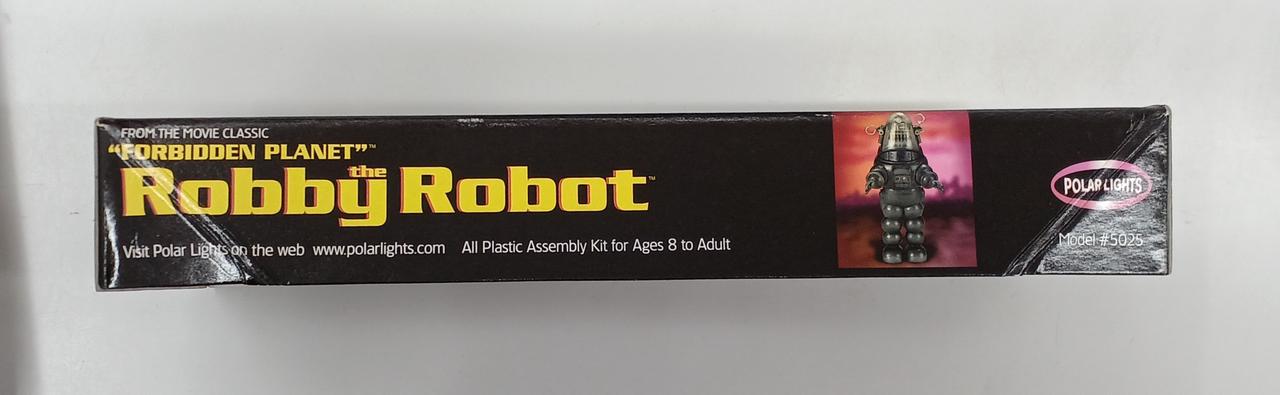 FROM THE MOVIE CLASSIC
“FORBIDDEN PLANET”™
Robby the Robot™
Visit Polar Lights on the web www.polarlights.com All Plastic Assembly Kit for Ages 8 to Adult
POLAR LIGHTS
Model #5025